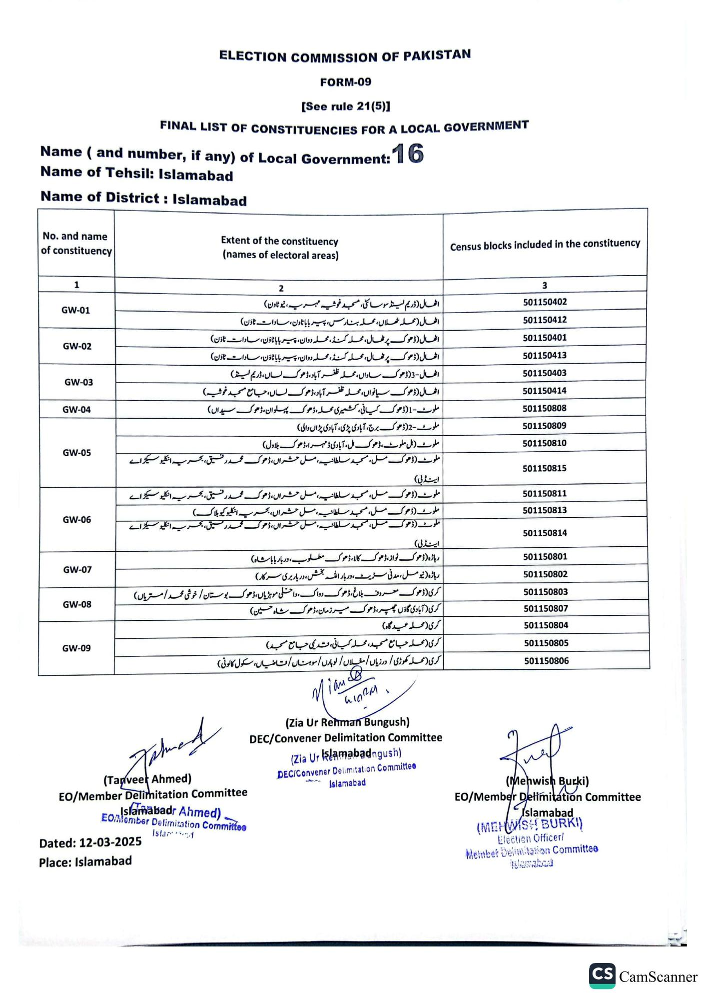 ELECTION COMMISSION OF PAKISTAN
FORM-09
[See rule 21(5)]
FINAL LIST OF CONSTITUENCIES FOR A LOCAL GOVERNMENT
Name ( and number, if any) of Local Government: 16
Name of Tehsil: Islamabad
Name of District : Islamabad
No. and name of constituency
Extent of the constituency (names of electoral areas)
Census blocks included in the constituency
1 2 3
GW-01
اٹھال(ڈریم لینڈ سوسائٹی، مسجد غوثیہ مہریہ، نیو ٹاون) 501150402
اٹھال(محلہ ٹھلاں، محلہ بنارس، پیر بابا ٹاون، سادات ٹاؤن) 501150412
GW-02
اٹھال(ڈھوک پرٹھال، محلہ کنڈ، محلہ دوان، پیر بابا ٹاؤن، سادات ٹاؤن) 501150401
اٹھال(ڈھوک پرٹھال، محلہ کنڈ، محلہ دوان، پیر بابا ٹاؤن، سادات ٹاؤن) 501150413
GW-03
اٹھال-3(ڈھوک ساواں، محلہ ظفر آباد، ڈھوک لساں، ڈریم لینڈ) 501150403
اٹھال(ڈھوک سیانواں، محلہ ظفر آباد، ڈھوک لساں، جامع مسجد غوثیہ) 501150414
GW-04
ملوٹ-1(ڈھوک کیانی، کشمیری محلہ، ڈھوک پہلوان، ڈھوک سیداں) 501150808
GW-05
ملوٹ-2(ڈھوک برج، آبادی پڑی، آبادی پڑاں والی) 501150809
ملوٹ(ہل ملوٹ، ڈھوک ہل، آبادی ڈمہرا، ڈھوک بلاول) 501150810
ملوٹ(ڈھوک مسل، مسجد سلطانیہ، مسل حشراں، ڈھوک محمد رفیق، بحریہ انکلیو سیکٹر اے
اینڈ بی) 501150815
GW-06
ملوٹ(ڈھوک مسل، مسجد سلطانیہ، مسل حشراں، ڈھوک محمد رفیق، بحریہ انکلیو سیکٹر اے 501150811
ملوٹ(ڈھوک مسل، مسجد سلطانیہ، مسل حشراں، بحریہ انکلیو کیو بلاک) 501150813
ملوٹ(ڈھوک مسل، مسجد سلطانیہ، مسل حشراں، ڈھوک محمد رفیق، بحریہ انکلیو سیکٹر اے
اینڈ بی) 501150814
GW-07
رہاڑہ(ڈھوک نواز، ڈھوک کالا، ڈھوک مطلوب، دربار بابا شاہ) 501150801
رہاڑہ(نیو مسل، مدنی سٹریٹ، دربار اللہ بخش، دربار بری سرکار) 501150802
GW-08
کری(ڈھوک معروف بلاغ، ڈھوک دواک، داخلی موہڑیاں، ڈھوک بوستان/ خوشی محمد/ مستریاں) 501150803
کری(آبادی گاؤں چھپر، ڈھوک میر زمان، ڈھوک شاہ حسین) 501150807
GW-09
کری(محلہ عید گاہ) 501150804
کری(محلہ جامع مسجد، محلہ کیانی، قدیمی جامع مسجد) 501150805
کری(محلہ کھوڑی/ درزیاں/ مغلاں/ لوہاراں/ سوہناں/ قاضیاں، سکول کالونی) 501150806
(Zia Ur Rehman Bungush)
DEC/Convener Delimitation Committee
Islamabad
(Zia Ur Rehman Bungush)
DEC/Convener Delimitation Committee
Islamabad
(Tanveer Ahmed)
EO/Member Delimitation Committee
Islamabad
(Tanveer Ahmed)
EO/Member Delimitation Committee
Islamabad
(Mehwish Burki)
EO/Member Delimitation Committee
Islamabad
(MEHWISH BURKI)
Election Officer/
Member Delimitation Committee
Islamabad
Dated: 12-03-2025
Place: Islamabad
CS CamScanner